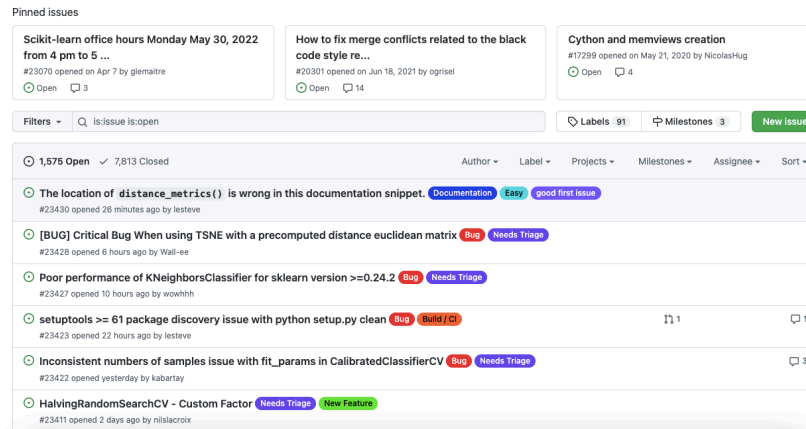 Pinned issues
Scikit-learn office hours Monday May 30, 2022
from 4 pm to 5 ...
#23070 opened on Apr 7 by glemaitre
Open 3
How to fix merge conflicts related to the black
code style re...
#20301 opened on Jun 18, 2021 by ogrisel
Open 14
Cython and memviews creation
#17299 opened on May 21, 2020 by NicolasHug
Open 4
Filters is:issue is:open Labels 91 Milestones 3 New issue
1,575 Open 7,813 Closed Author Label Projects Milestones Assignee Sort
The location of distance_metrics() is wrong in this documentation snippet. Documentation Easy good first issue
#23430 opened 26 minutes ago by lesteve
[BUG] Critical Bug When using TSNE with a precomputed distance euclidean matrix Bug Needs Triage
#23428 opened 6 hours ago by Wall-ee
Poor performance of KNeighborsClassifier for sklearn version >=0.24.2 Bug Needs Triage
#23427 opened 10 hours ago by wowhhh
setuptools >= 61 package discovery issue with python setup.py clean Bug Build / CI 1
#23423 opened 22 hours ago by lesteve
Inconsistent numbers of samples issue with fit_params in CalibratedClassifierCV Bug Needs Triage 3
#23422 opened yesterday by kabartay
HalvingRandomSearchCV - Custom Factor Needs Triage New Feature
#23411 opened 2 days ago by nilslacroix